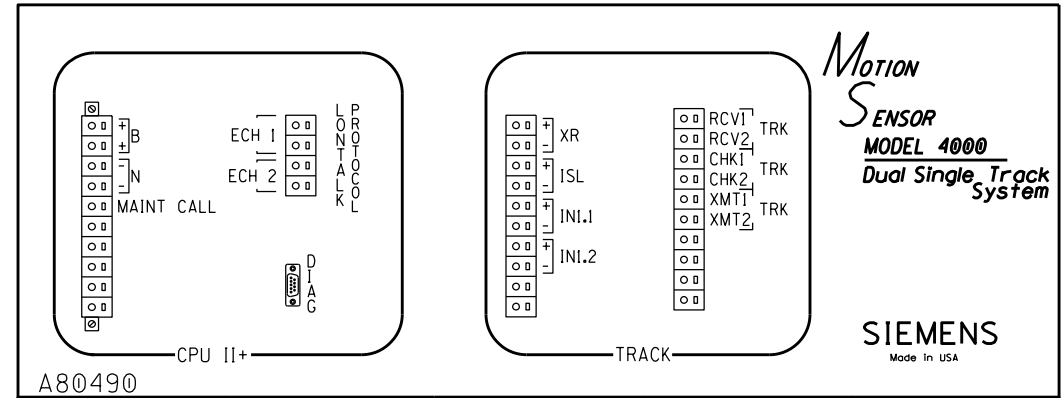 +
+
B
-
-
N
MAINT CALL
ECH 1
ECH 2
LONTALK
PROTOCOL
DIAG
CPU II+
A80490
+
-
XR
+
-
ISL
+
-
IN1.1
+
-
IN1.2
RCV1
RCV2
TRK
CHK1
CHK2
TRK
XMT1
XMT2
TRK
TRACK
MOTION
SENSOR
MODEL 4000
Dual Single Track
System
SIEMENS
Made in USA